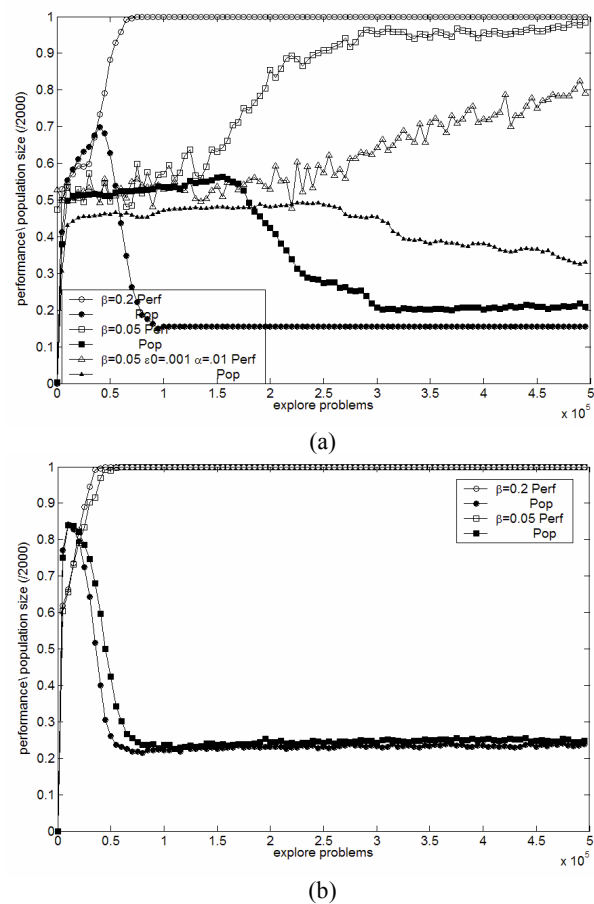 1
0.9
0.8
0.7
0.6
0.5
0.4
0.3
0.2
0.1
0
performance\ population size (/2000)
β=0.2 Perf
Pop
β=0.05 Perf
Pop
β=0.05 ε0=.001 α=.01 Perf
Pop
0 0.5 1 1.5 2 2.5 3 3.5 4 4.5 5
explore problems
x 10^5
(a)
1
0.9
0.8
0.7
0.6
0.5
0.4
0.3
0.2
0.1
0
performance\ population size (/2000)
β=0.2 Perf
Pop
β=0.05 Perf
Pop
0 0.5 1 1.5 2 2.5 3 3.5 4 4.5 5
explore problems
x 10^5
(b)